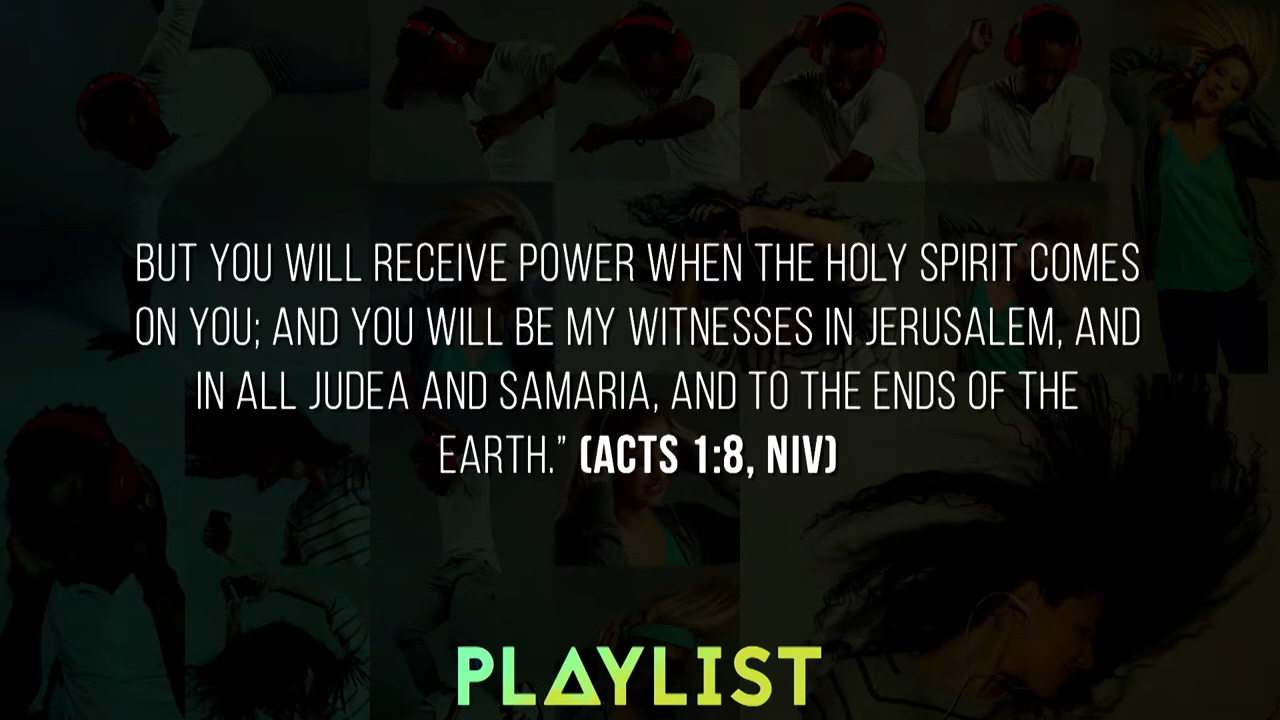 BUT YOU WILL RECEIVE POWER WHEN THE HOLY SPIRIT COMES
ON YOU; AND YOU WILL BE MY WITNESSES IN JERUSALEM, AND
IN ALL JUDEA AND SAMARIA, AND TO THE ENDS OF THE
EARTH.” (ACTS 1:8, NIV)
PLAYLIST